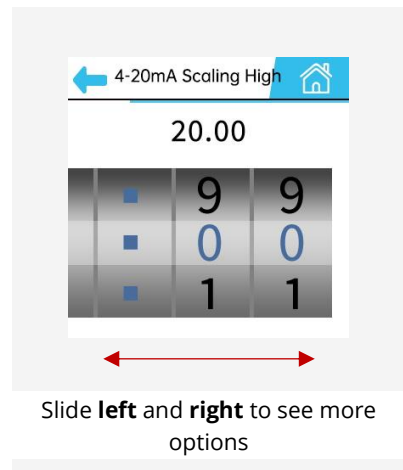 4-20mA Scaling High
20.00
9 9
0 0
1 1
Slide left and right to see more
options